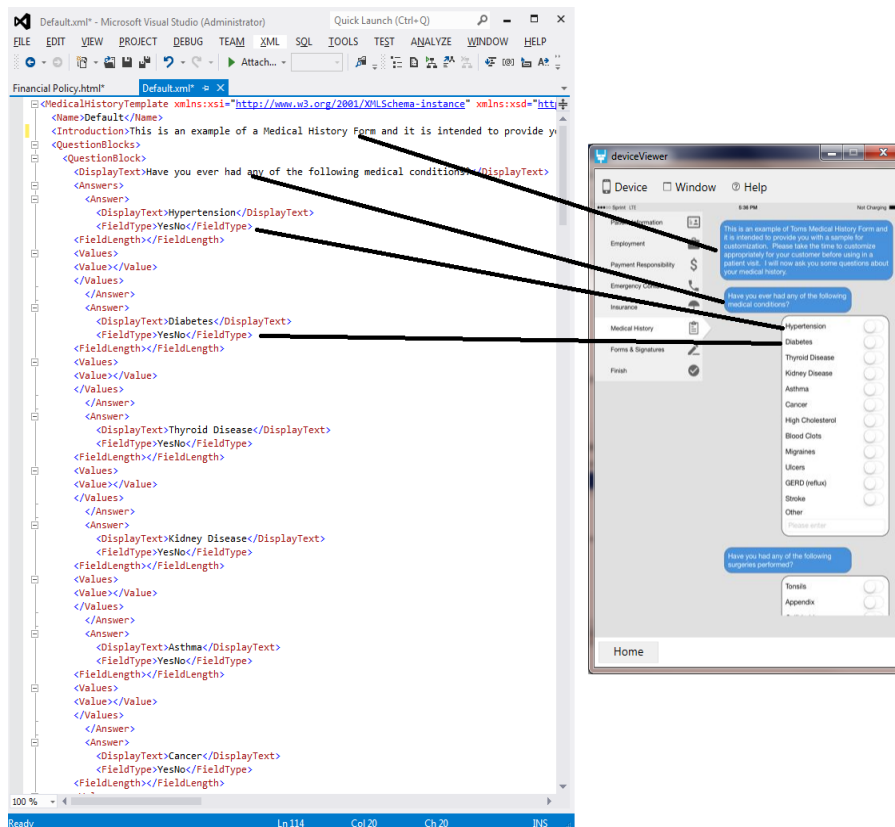 Default.xml* - Microsoft Visual Studio (Administrator)
Quick Launch (Ctrl+Q)
FILE EDIT VIEW PROJECT DEBUG TEAM XML SQL TOOLS TEST ANALYZE WINDOW HELP
Attach...
Financial Policy.html*
Default.xml*
<MedicalHistoryTemplate xmlns:xsi="http://www.w3.org/2001/XMLSchema-instance" xmlns:xsd="htt
<Name>Default</Name>
<Introduction>This is an example of a Medical History Form and it is intended to provide y
<QuestionBlocks>
<QuestionBlock>
<DisplayText>Have you ever had any of the following medical conditions?</DisplayText>
<Answers>
<Answer>
<DisplayText>Hypertension</DisplayText>
<FieldType>YesNo</FieldType>
<FieldLength></FieldLength>
<Values>
<Value></Value>
</Values>
</Answer>
<Answer>
<DisplayText>Diabetes</DisplayText>
<FieldType>YesNo</FieldType>
<FieldLength></FieldLength>
<Values>
<Value></Value>
</Values>
</Answer>
<Answer>
<DisplayText>Thyroid Disease</DisplayText>
<FieldType>YesNo</FieldType>
<FieldLength></FieldLength>
<Values>
<Value></Value>
</Values>
</Answer>
<Answer>
<DisplayText>Kidney Disease</DisplayText>
<FieldType>YesNo</FieldType>
<FieldLength></FieldLength>
<Values>
<Value></Value>
</Values>
</Answer>
<Answer>
<DisplayText>Asthma</DisplayText>
<FieldType>YesNo</FieldType>
<FieldLength></FieldLength>
<Values>
<Value></Value>
</Values>
</Answer>
<Answer>
<DisplayText>Cancer</DisplayText>
<FieldType>YesNo</FieldType>
<FieldLength></FieldLength>
100 %
Ready Ln 114 Col 20 Ch 20 INS
deviceViewer
Device Window Help
Sprint LTE 5:36 PM Not Charging
Information
Employment
Payment Responsibility
Emergency
Insurance
Medical History
Forms & Signatures
Finish
This is an example of Toms Medical History Form and
it is intended to provide you with a sample for
customization. Please take the time to customize
appropriately for your customer before using in a
patient visit. I will now ask you some questions about
your medical history.
Have you ever had any of the following
medical conditions?
Hypertension
Diabetes
Thyroid Disease
Kidney Disease
Asthma
Cancer
High Cholesterol
Blood Clots
Migraines
Ulcers
GERD (reflux)
Stroke
Other
Please enter
Have you had any of the following
surgeries performed?
Tonsils
Appendix
Home